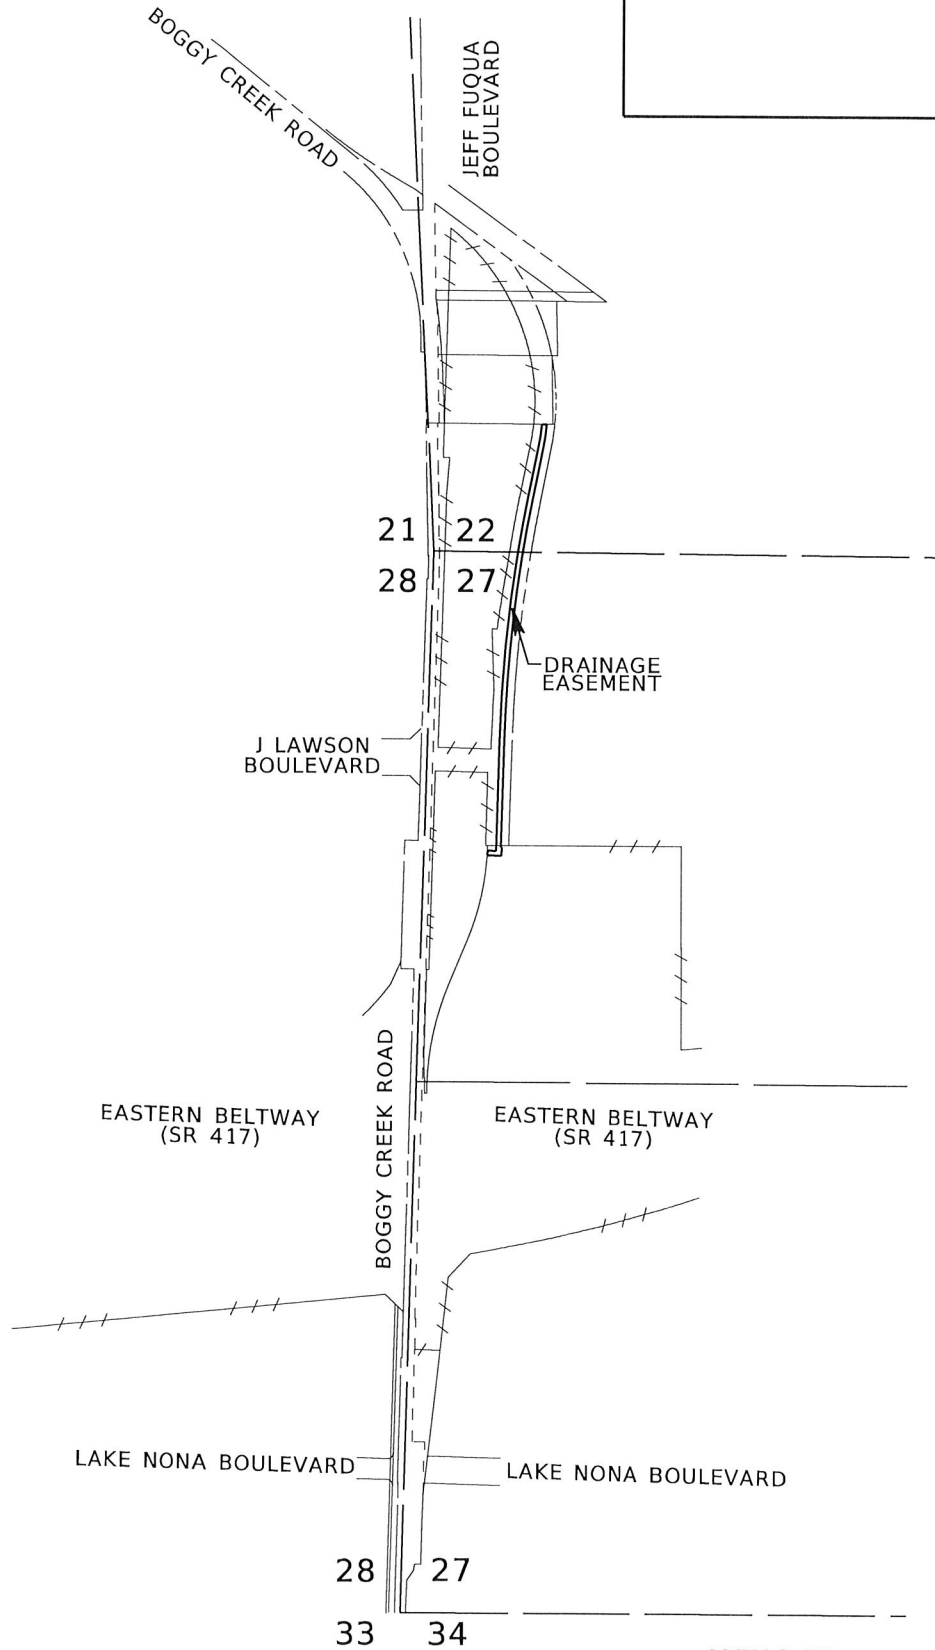 BOGGY CREEK ROAD
JEFF FUQUA
BOULEVARD
21 22
28 27
DRAINAGE
EASEMENT
J LAWSON
BOULEVARD
BOGGY CREEK ROAD
EASTERN BELTWAY
(SR 417)
EASTERN BELTWAY
(SR 417)
LAKE NONA BOULEVARD
LAKE NONA BOULEVARD
28 27
33 34